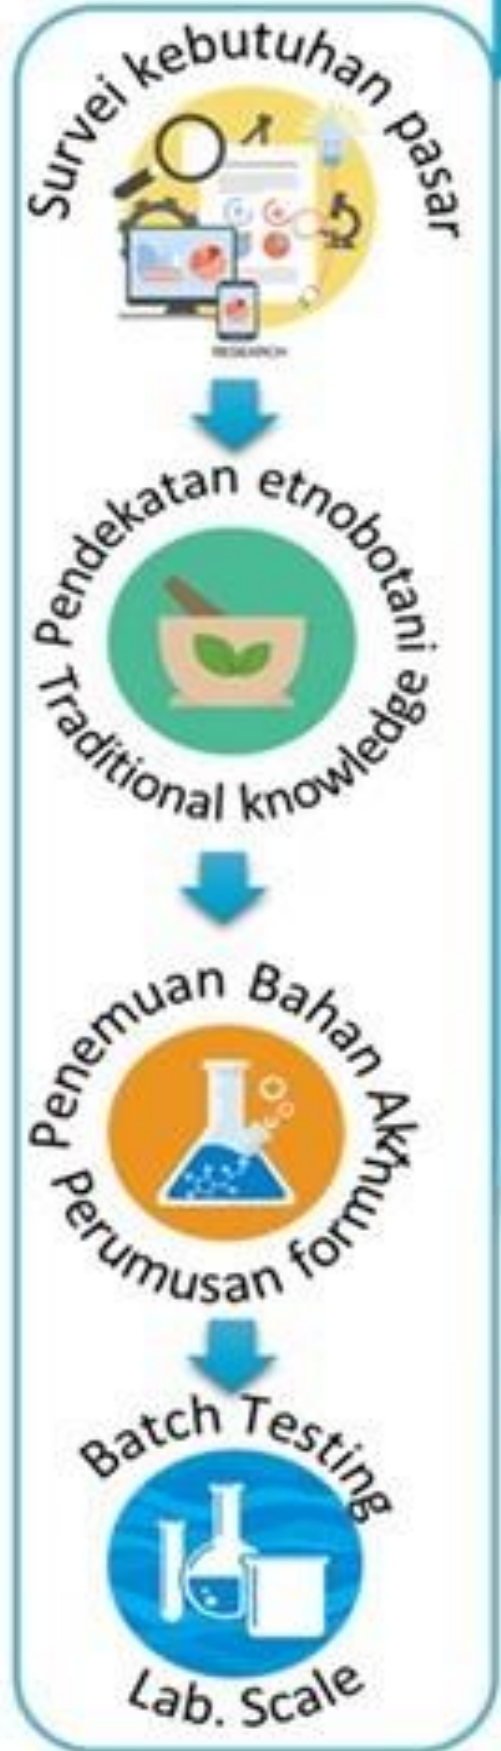 Survei kebutuhan pasar
RESEARCH
Pendekatan etnobotani
Traditional knowledge
Penemuan Bahan
Perumusan
Batch Testing
Lab. Scale